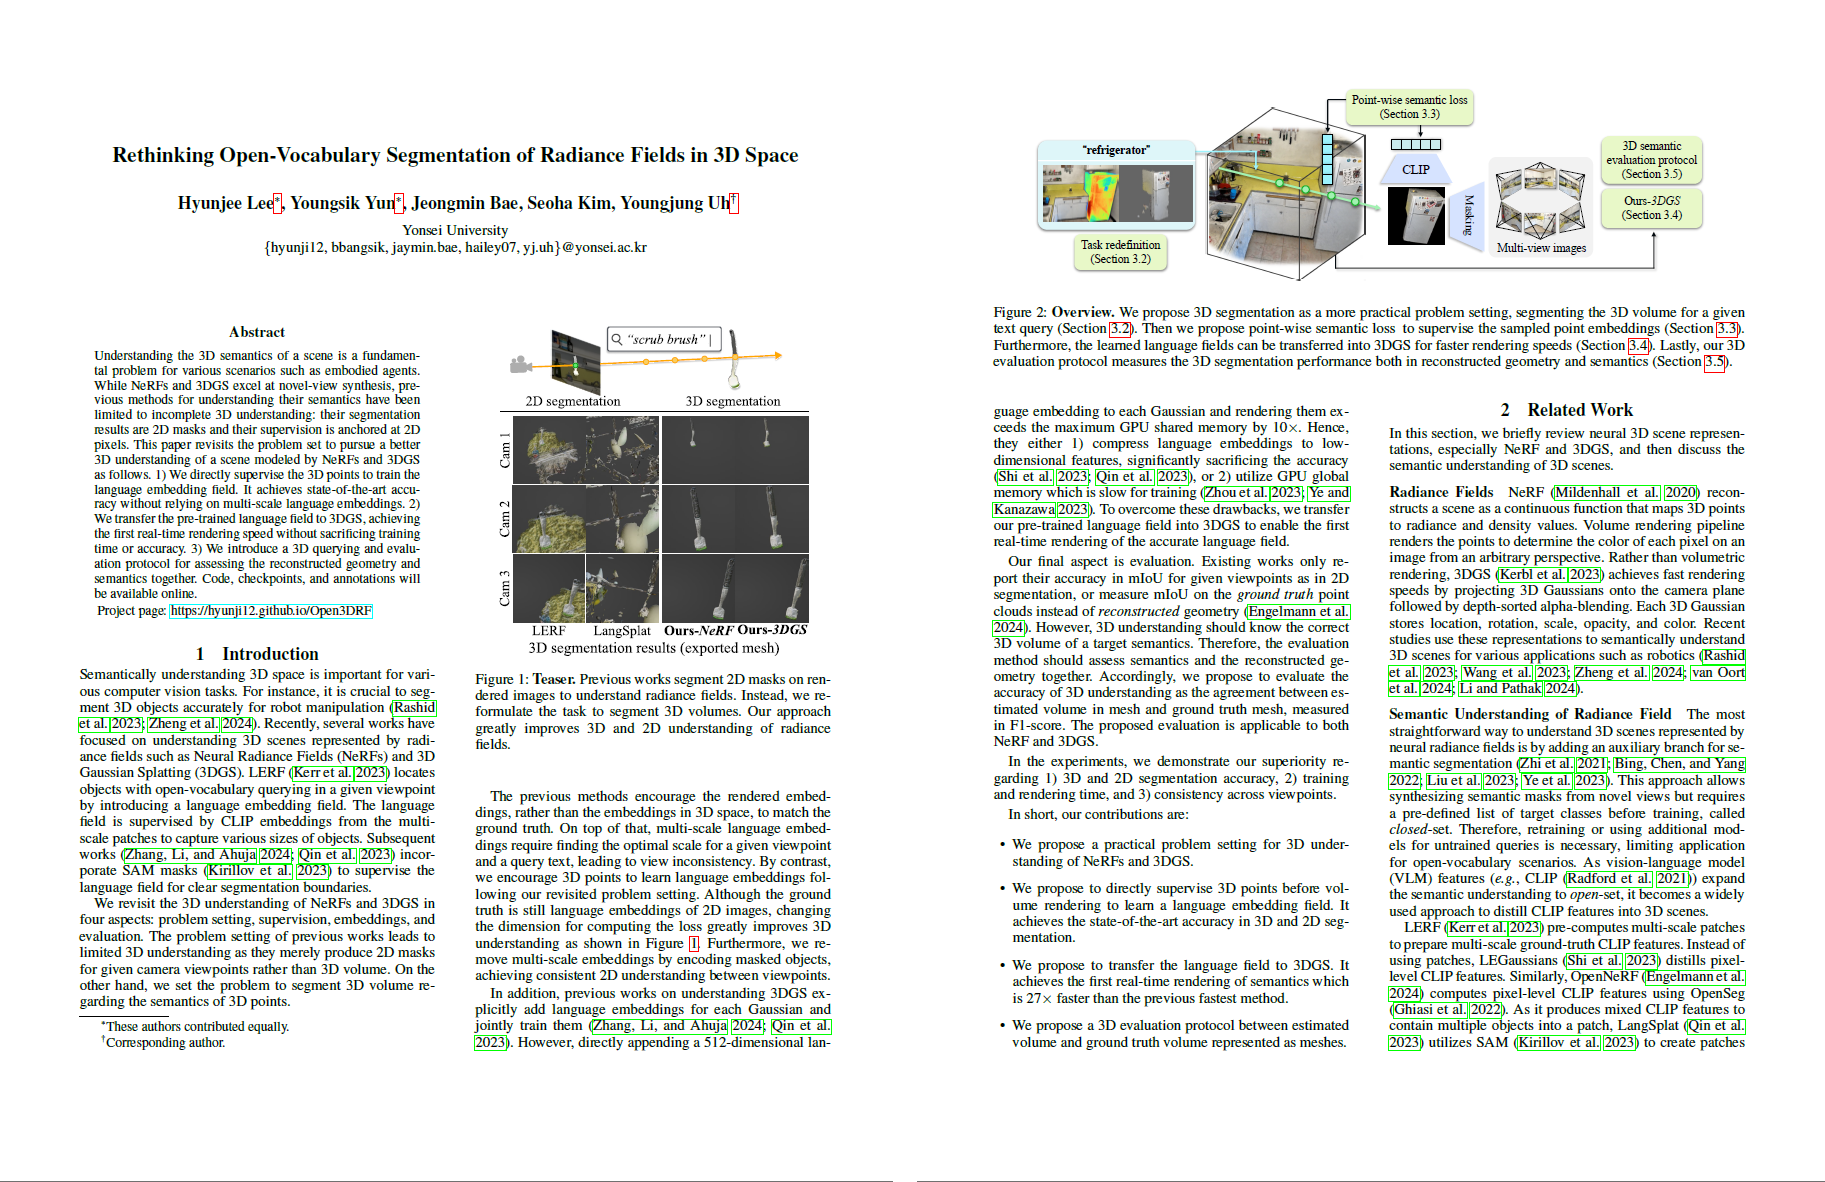 Rethinking Open-Vocabulary Segmentation of Radiance Fields in 3D Space
Hyunjee Lee*, Youngsik Yun*, Jeongmin Bae, Seoha Kim, Youngjung Uh†
Yonsei University
{hyunji12, bbangsik, jaymin.bae, hailey07, yj.uh}@yonsei.ac.kr
Abstract
Understanding the 3D semantics of a scene is a fundamen-
tal problem for various scenarios such as embodied agents.
While NeRFs and 3DGS excel at novel-view synthesis, pre-
vious methods for understanding their semantics have been
limited to incomplete 3D understanding: their segmentation
results are 2D masks and their supervision is anchored at 2D
pixels. This paper revisits the problem set to pursue a better
3D understanding of a scene modeled by NeRFs and 3DGS
as follows. 1) We directly supervise the 3D points to train the
language embedding field. It achieves state-of-the-art accu-
racy without relying on multi-scale language embeddings. 2)
We transfer the pre-trained language field to 3DGS, achieving
the first real-time rendering speed without sacrificing training
time or accuracy. 3) We introduce a 3D querying and evalu-
ation protocol for assessing the reconstructed geometry and
semantics together. Code, checkpoints, and annotations will
be available online.
Project page: https://hyunji12.github.io/Open3DRF
1 Introduction
Semantically understanding 3D space is important for vari-
ous computer vision tasks. For instance, it is crucial to seg-
ment 3D objects accurately for robot manipulation (Rashid
et al. 2023; Zheng et al. 2024). Recently, several works have
focused on understanding 3D scenes represented by radi-
ance fields such as Neural Radiance Fields (NeRFs) and 3D
Gaussian Splatting (3DGS). LERF (Kerr et al. 2023) locates
objects with open-vocabulary querying in a given viewpoint
by introducing a language embedding field. The language
field is supervised by CLIP embeddings from the multi-
scale patches to capture various sizes of objects. Subsequent
works (Zhang, Li, and Ahuja 2024; Qin et al. 2023) incor-
porate SAM masks (Kirillov et al. 2023) to supervise the
language field for clear segmentation boundaries.
We revisit the 3D understanding of NeRFs and 3DGS in
four aspects: problem setting, supervision, embeddings, and
evaluation. The problem setting of previous works leads to
limited 3D understanding as they merely produce 2D masks
for given camera viewpoints rather than 3D volume. On the
other hand, we set the problem to segment 3D volume re-
garding the semantics of 3D points.
*These authors contributed equally.
†Corresponding author.
"scrub brush" |
2D segmentation
3D segmentation
Cam 1
Cam 2
Cam 3
LERF
LangSplat
Ours-NeRF
Ours-3DGS
3D segmentation results (exported mesh)
Figure 1: Teaser. Previous works segment 2D masks on ren-
dered images to understand radiance fields. Instead, we re-
formulate the task to segment 3D volumes. Our approach
greatly improves 3D and 2D understanding of radiance
fields.
The previous methods encourage the rendered embed-
dings, rather than the embeddings in 3D space, to match the
ground truth. On top of that, multi-scale language embed-
dings require finding the optimal scale for a given viewpoint
and a query text, leading to view inconsistency. By contrast,
we encourage 3D points to learn language embeddings fol-
lowing our revisited problem setting. Although the ground
truth is still language embeddings of 2D images, changing
the dimension for computing the loss greatly improves 3D
understanding as shown in Figure 1. Furthermore, we re-
move multi-scale embeddings by encoding masked objects,
achieving consistent 2D understanding between viewpoints.
In addition, previous works on understanding 3DGS ex-
plicitly add language embeddings for each Gaussian and
jointly train them (Zhang, Li, and Ahuja 2024; Qin et al.
2023). However, directly appending a 512-dimensional lan-
"refrigerator"
Task redefinition
(Section 3.2)
Point-wise semantic loss
(Section 3.3)
CLIP
Masking
Multi-view images
3D semantic
evaluation protocol
(Section 3.5)
Ours-3DGS
(Section 3.4)
Figure 2: Overview. We propose 3D segmentation as a more practical problem setting, segmenting the 3D volume for a given
text query (Section 3.2). Then we propose point-wise semantic loss to supervise the sampled point embeddings (Section 3.3).
Furthermore, the learned language fields can be transferred into 3DGS for faster rendering speeds (Section 3.4). Lastly, our 3D
evaluation protocol measures the 3D segmentation performance both in reconstructed geometry and semantics (Section 3.5).
guage embedding to each Gaussian and rendering them ex-
ceeds the maximum GPU shared memory by 10×. Hence,
they either 1) compress language embeddings to low-
dimensional features, significantly sacrificing the accuracy
(Shi et al. 2023; Qin et al. 2023), or 2) utilize GPU global
memory which is slow for training (Zhou et al. 2023; Ye and
Kanazawa 2023). To overcome these drawbacks, we transfer
our pre-trained language field into 3DGS to enable the first
real-time rendering of the accurate language field.
Our final aspect is evaluation. Existing works only re-
port their accuracy in mIoU for given viewpoints as in 2D
segmentation, or measure mIoU on the ground truth point
clouds instead of reconstructed geometry (Engelmann et al.
2024). However, 3D understanding should know the correct
3D volume of a target semantics. Therefore, the evaluation
method should assess semantics and the reconstructed ge-
ometry together. Accordingly, we propose to evaluate the
accuracy of 3D understanding as the agreement between es-
timated volume in mesh and ground truth mesh, measured
in F1-score. The proposed evaluation is applicable to both
NeRF and 3DGS.
In the experiments, we demonstrate our superiority re-
garding 1) 3D and 2D segmentation accuracy, 2) training
and rendering time, and 3) consistency across viewpoints.
In short, our contributions are:
• We propose a practical problem setting for 3D under-
standing of NeRFs and 3DGS.
• We propose to directly supervise 3D points before vol-
ume rendering to learn a language embedding field. It
achieves the state-of-the-art accuracy in 3D and 2D seg-
mentation.
• We propose to transfer the language field to 3DGS. It
achieves the first real-time rendering of semantics which
is 27× faster than the previous fastest method.
• We propose a 3D evaluation protocol between estimated
volume and ground truth volume represented as meshes.
2 Related Work
In this section, we briefly review neural 3D scene represen-
tations, especially NeRF and 3DGS, and then discuss the
semantic understanding of 3D scenes.
Radiance Fields NeRF (Mildenhall et al. 2020) recon-
structs a scene as a continuous function that maps 3D points
to radiance and density values. Volume rendering pipeline
renders the points to determine the color of each pixel on an
image from an arbitrary perspective. Rather than volumetric
rendering, 3DGS (Kerbl et al. 2023) achieves fast rendering
speeds by projecting 3D Gaussians onto the camera plane
followed by depth-sorted alpha-blending. Each 3D Gaussian
stores location, rotation, scale, opacity, and color. Recent
studies use these representations to semantically understand
3D scenes for various applications such as robotics (Rashid
et al. 2023; Wang et al. 2023; Zheng et al. 2024; van Oort
et al. 2024; Li and Pathak 2024).
Semantic Understanding of Radiance Field The most
straightforward way to understand 3D scenes represented by
neural radiance fields is by adding an auxiliary branch for se-
mantic segmentation (Zhi et al. 2021; Bing, Chen, and Yang
2022; Liu et al. 2023; Ye et al. 2023). This approach allows
synthesizing semantic masks from novel views but requires
a pre-defined list of target classes before training, called
closed-set. Therefore, retraining or using additional mod-
els for untrained queries is necessary, limiting application
for open-vocabulary scenarios. As vision-language model
(VLM) features (e.g., CLIP (Radford et al. 2021)) expand
the semantic understanding to open-set, it becomes a widely
used approach to distill CLIP features into 3D scenes.
LERF (Kerr et al. 2023) pre-computes multi-scale patches
to prepare multi-scale ground-truth CLIP features. Instead of
using patches, LEGaussians (Shi et al. 2023) distills pixel-
level CLIP features. Similarly, OpenNeRF (Engelmann et al.
2024) computes pixel-level CLIP features using OpenSeg
(Ghiasi et al. 2022). As it produces mixed CLIP features to
contain multiple objects into a patch, LangSplat (Qin et al.
2023) utilizes SAM (Kirillov et al. 2023) to create patches